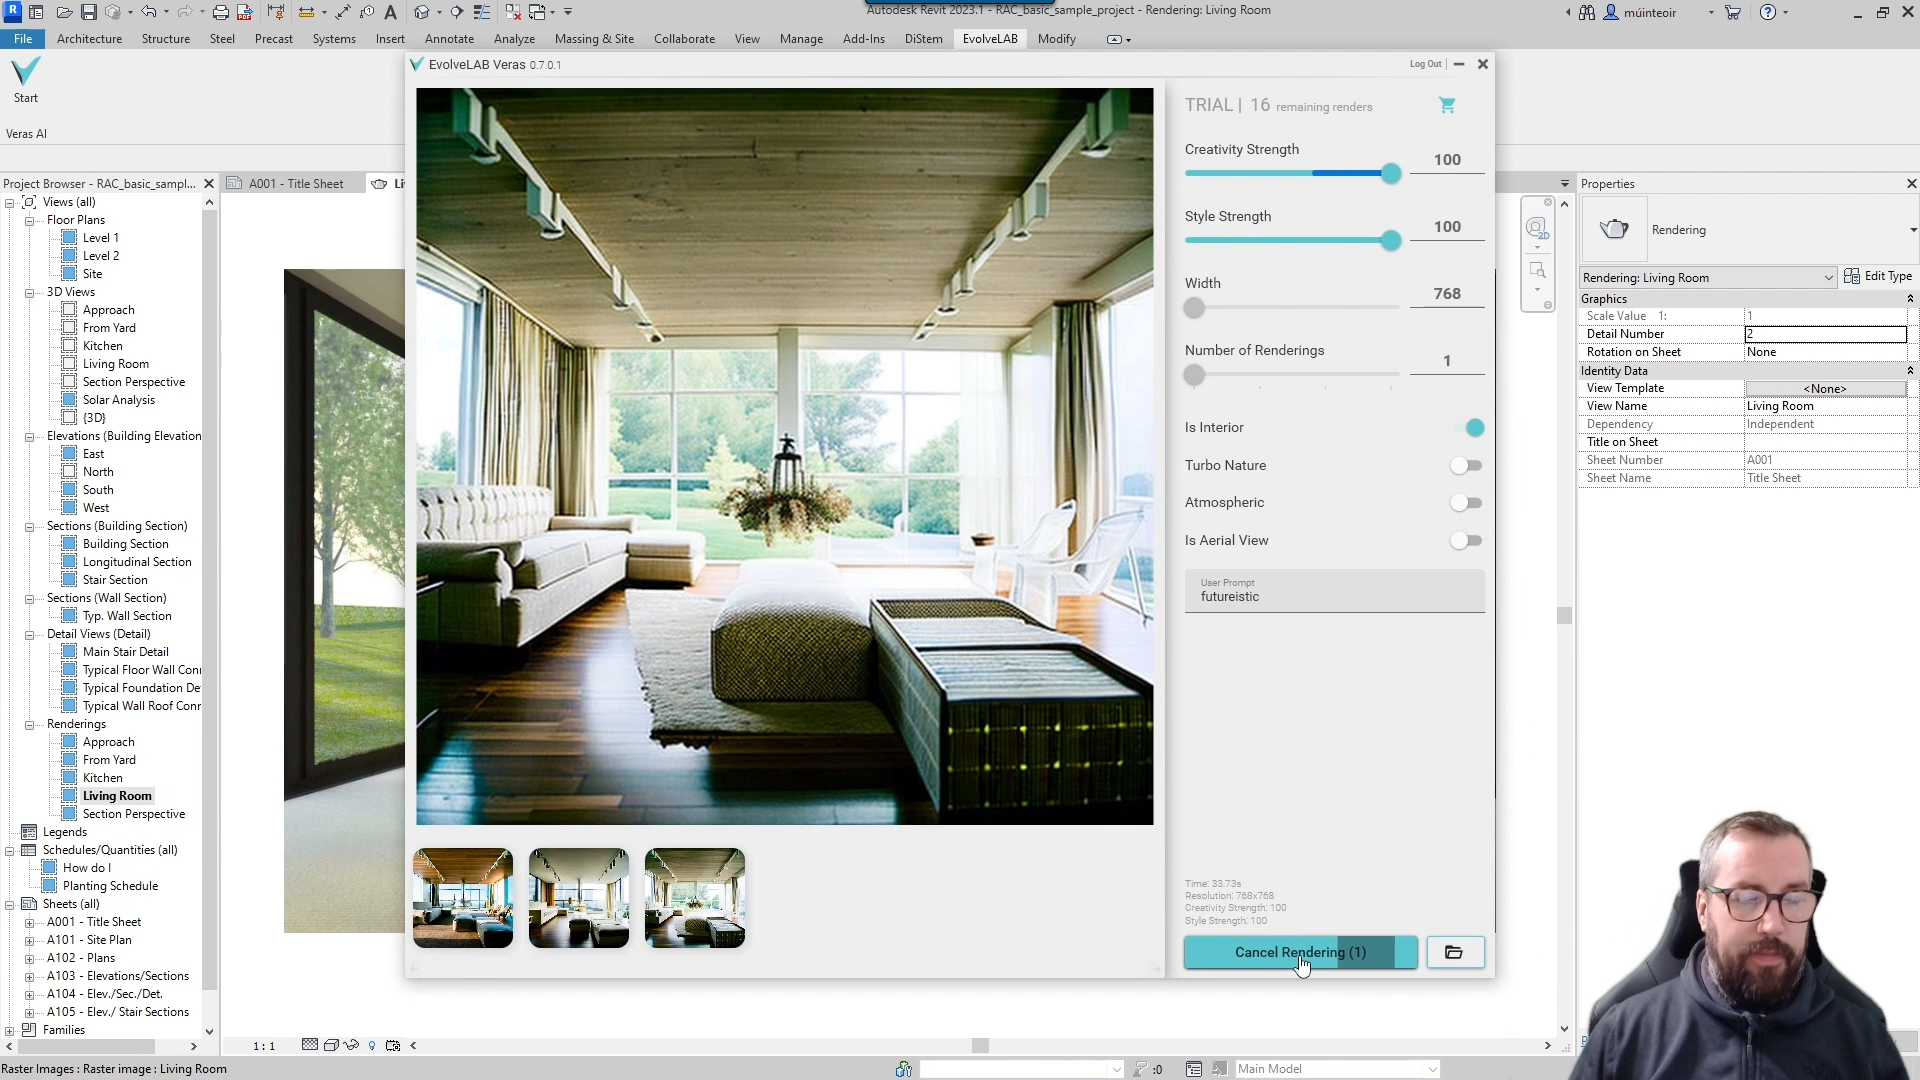 Autodesk Revit 2023.1 - RAC_basic_sample_project - Rendering: Living Room
múinteoir
File Architecture Structure Steel Precast Systems Insert Annotate Analyze Massing & Site Collaborate View Manage Add-Ins DiStem EvolveLAB Modify
Start
Veras AI
EvolveLAB Veras 0.7.0.1
Log Out
TRIAL | 16 remaining renders
Creativity Strength
100
Style Strength
100
Width
768
Number of Renderings
1
Is Interior
Turbo Nature
Atmospheric
Is Aerial View
User Prompt
futureistic
Time: 33.73s
Resolution: 768x768
Creativity Strength: 100
Style Strength: 100
Cancel Rendering (1)
Project Browser - RAC_basic_sampl...
A001 - Title Sheet
Li
Views (all)
Floor Plans
Level 1
Level 2
Site
3D Views
Approach
From Yard
Kitchen
Living Room
Section Perspective
Solar Analysis
{3D}
Elevations (Building Elevation
East
North
South
West
Sections (Building Section)
Building Section
Longitudinal Section
Stair Section
Sections (Wall Section)
Typ. Wall Section
Detail Views (Detail)
Main Stair Detail
Typical Floor Wall Conn
Typical Foundation De
Typical Wall Roof Conr
Renderings
Approach
From Yard
Kitchen
Living Room
Section Perspective
Legends
Schedules/Quantities (all)
How do I
Planting Schedule
Sheets (all)
A001 - Title Sheet
A101 - Site Plan
A102 - Plans
A103 - Elevations/Sections
A104 - Elev./Sec./Det.
A105 - Elev./ Stair Sections
Families
Properties
2D
Rendering
Rendering: Living Room
Edit Type
Graphics
Scale Value 1: 1
Detail Number 2
Rotation on Sheet None
Identity Data
View Template <None>
View Name Living Room
Dependency Independent
Title on Sheet
Sheet Number A001
Sheet Name Title Sheet
1 : 1
Raster Images : Raster image : Living Room
:0
Main Model